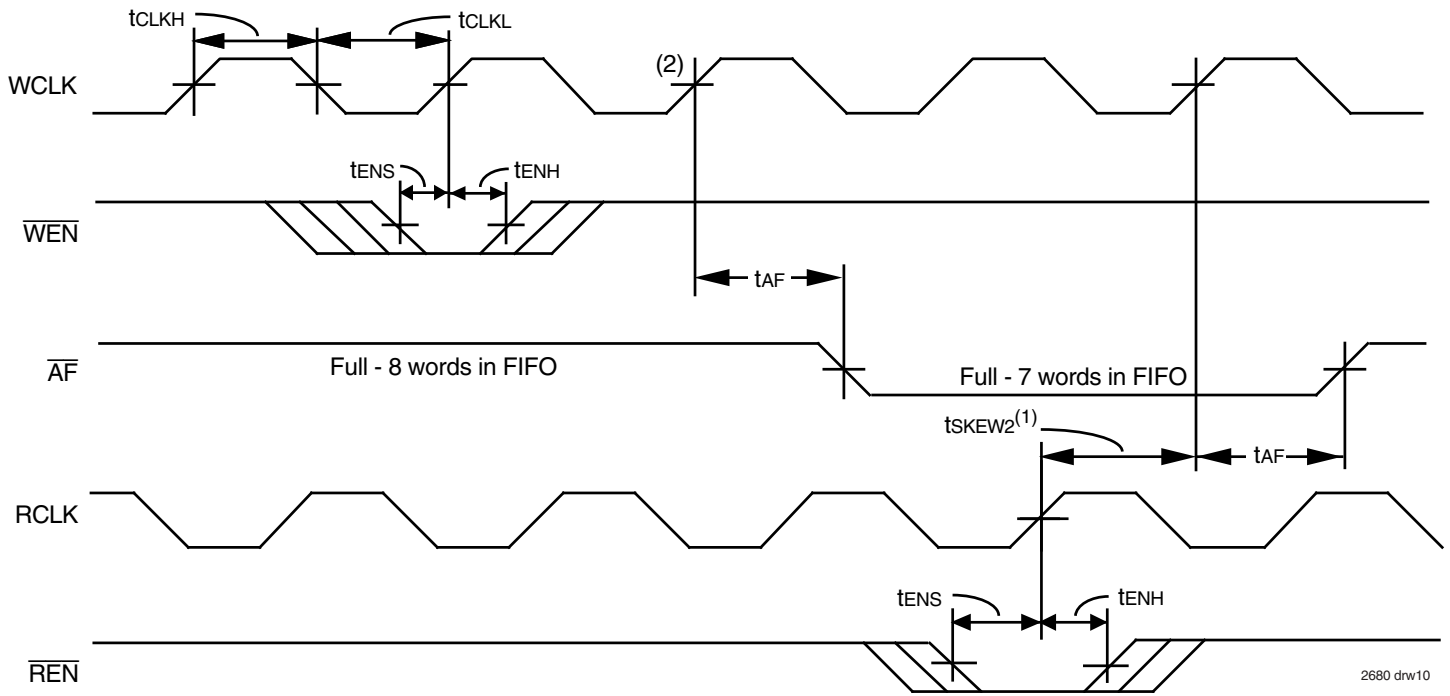 tCLKH
tCLKL
WCLK
(2)
tENS
tENH
WEN
tAF
AF
Full - 8 words in FIFO
Full - 7 words in FIFO
tSKEW2(1)
tAF
RCLK
tENS
tENH
REN
2680 drw10